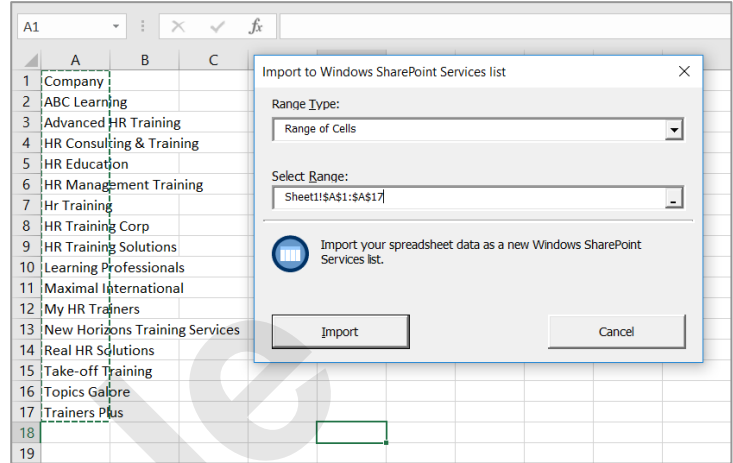 A1
fx
A B C
Import to Windows SharePoint Services list
1 Company
Range Type:
2 ABC Learning
3 Advanced HR Training
Range of Cells
4 HR Consulting & Training
5 HR Education
Select Range:
6 HR Management Training
Sheet1!$A$1:$A$17
7 Hr Training
8 HR Training Corp
9 HR Training Solutions
Import your spreadsheet data as a new Windows SharePoint
Services list.
10 Learning Professionals
11 Maximal International
12 My HR Trainers
13 New Horizons Training Services
Import
Cancel
14 Real HR Solutions
15 Take-off Training
16 Topics Galore
17 Trainers Plus
18
19
le